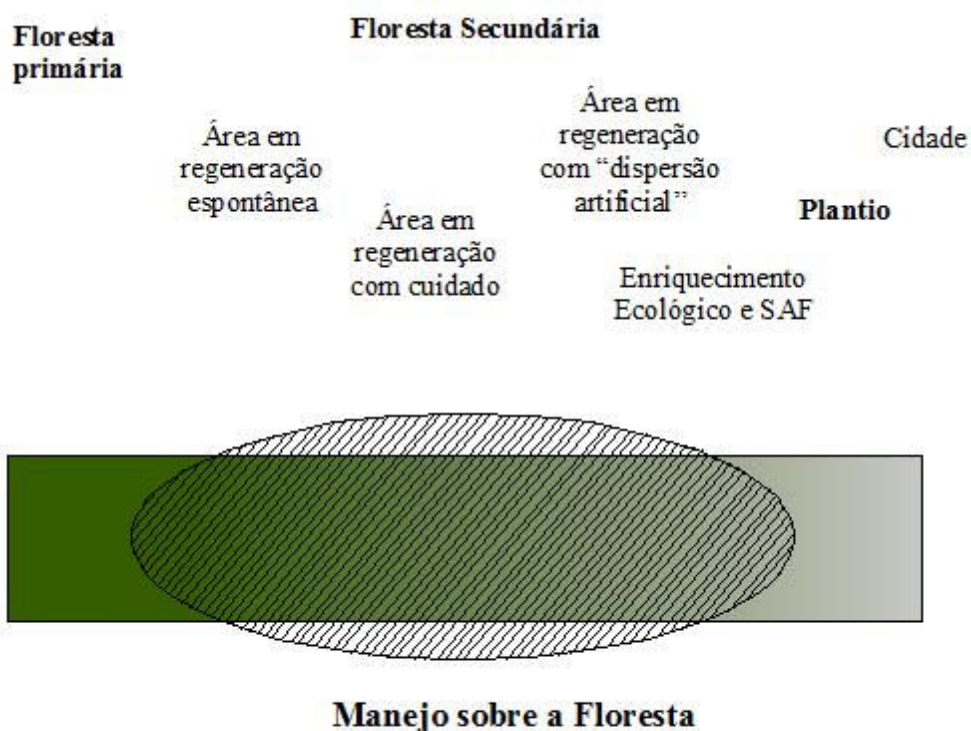 Floresta
primária
Floresta Secundária
Área em
regeneração
espontânea
Área em
regeneração
com cuidado
Área em
regeneração
com “dispersão
artificial”
Enriquecimento
Ecológico e SAF
Plantio
Cidade
Manejo sobre a Floresta